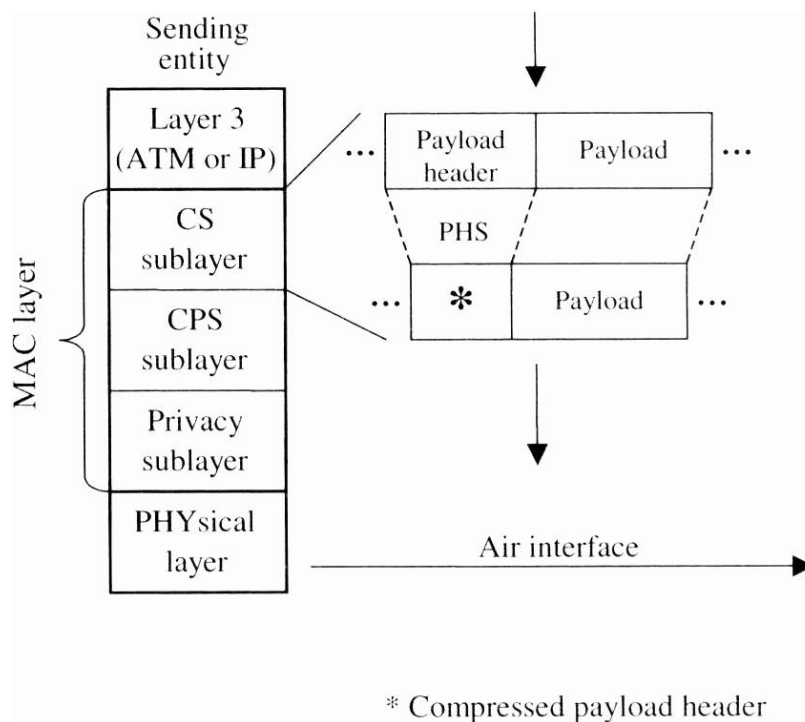 Sending
entity
Layer 3
(ATM or IP)
CS
sublayer
CPS
sublayer
Privacy
sublayer
PHYsical
layer
MAC layer
... Payload header Payload ...
PHS
... * Payload ...
Air interface
* Compressed payload header